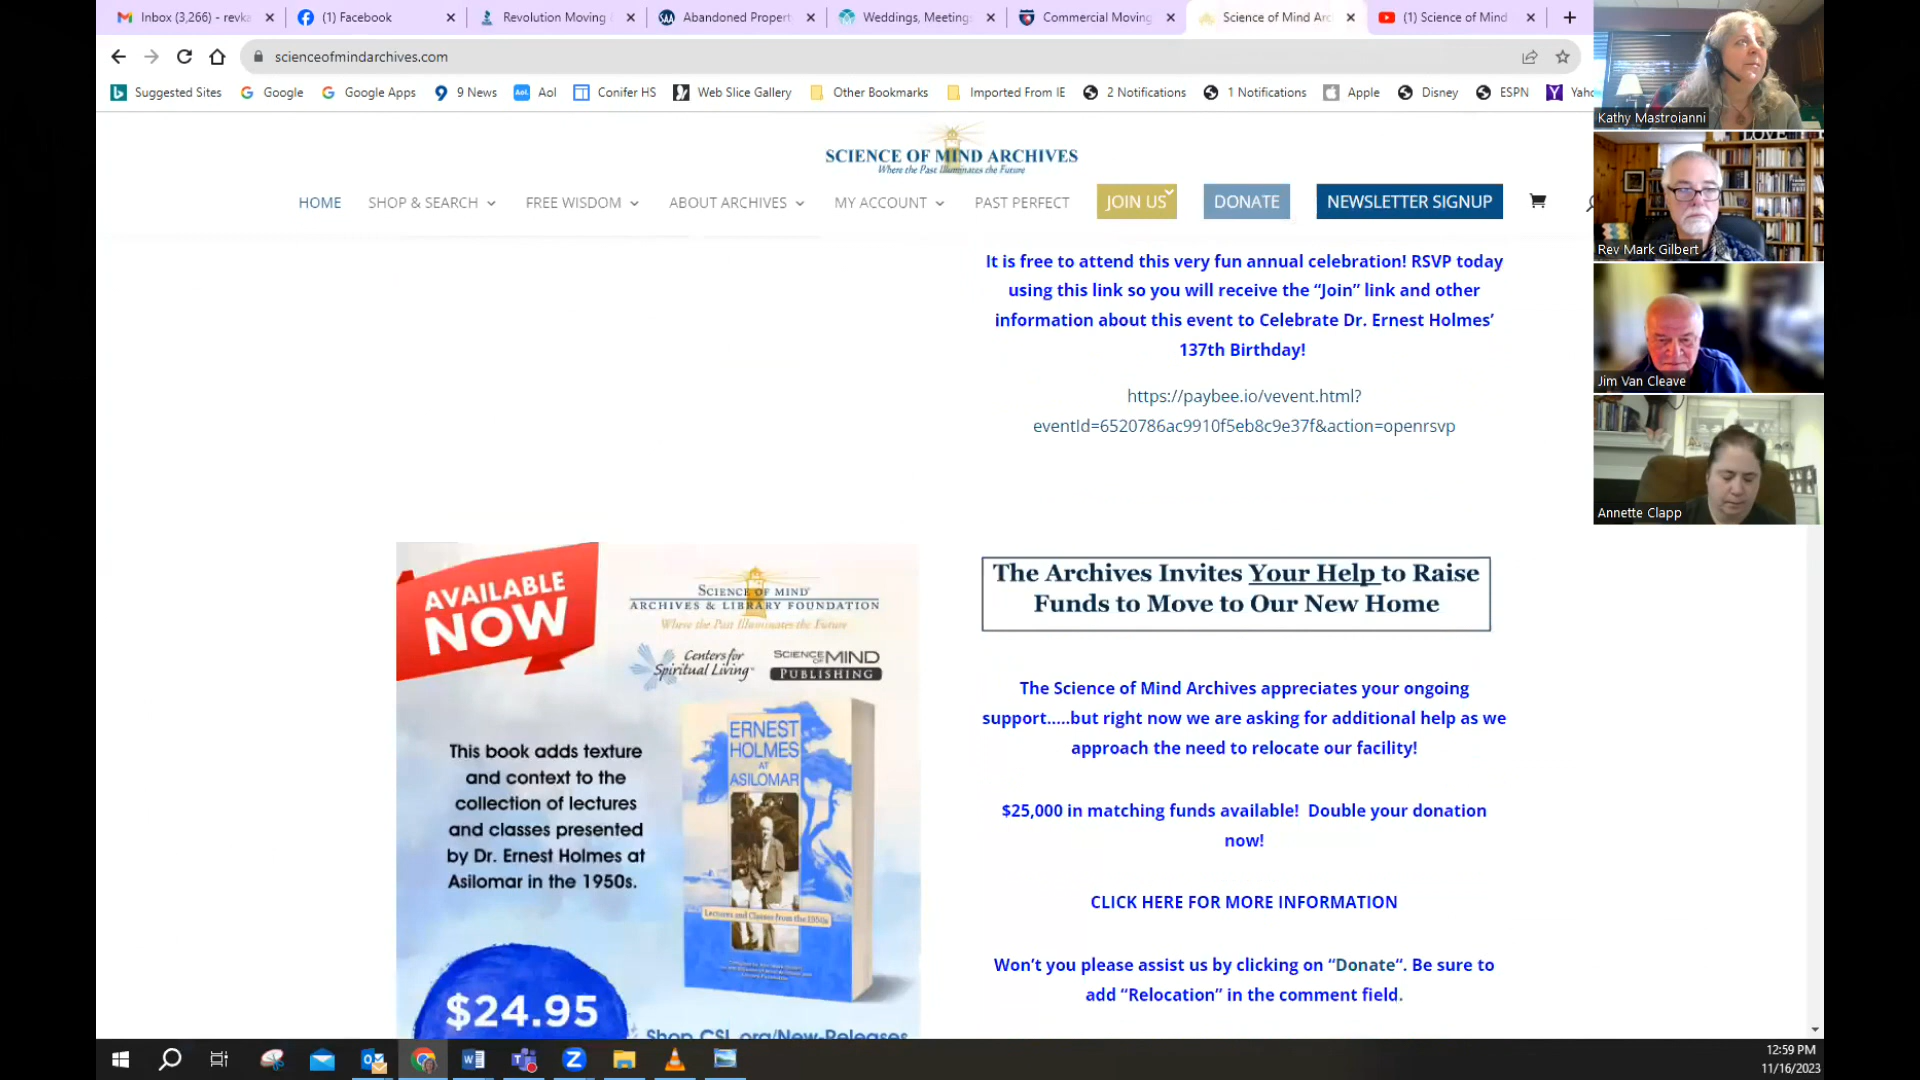 Inbox (3,266) - revka
(1) Facebook
Revolution Moving
Abandoned Propert
Weddings, Meetings
Commercial Moving
Science of Mind Arc
(1) Science of Mind
scienceofmindarchives.com
Suggested Sites
Google
Google Apps
9 News
Aol
Conifer HS
Web Slice Gallery
Other Bookmarks
Imported From IE
2 Notifications
1 Notifications
Apple
Disney
ESPN
Yaho
Kathy Mastroianni
SCIENCE OF MIND ARCHIVES
Where the Past Illuminates the Future
HOME
SHOP & SEARCH
FREE WISDOM
ABOUT ARCHIVES
MY ACCOUNT
PAST PERFECT
JOIN US
DONATE
NEWSLETTER SIGNUP
LOVE
Rev Mark Gilbert
Jim Van Cleave
Annette Clapp
It is free to attend this very fun annual celebration! RSVP today
using this link so you will receive the “Join” link and other
information about this event to Celebrate Dr. Ernest Holmes’
137th Birthday!
https://paybee.io/vevent.html?
eventId=6520786ac9910f5eb8c9e37f&action=openrsvp
AVAILABLE
NOW
SCIENCE OF MIND
ARCHIVES & LIBRARY FOUNDATION
Where the Past Illuminates the Future
Centers for
Spiritual Living
SCIENCE OF MIND
PUBLISHING
This book adds texture
and context to the
collection of lectures
and classes presented
by Dr. Ernest Holmes at
Asilomar in the 1950s.
ERNEST
HOLMES
AT
ASILOMAR
Lectures and Classes from the 1950s
$24.95
Shop.CSL.org/New-Releases
The Archives Invites Your Help to Raise
Funds to Move to Our New Home
The Science of Mind Archives appreciates your ongoing
support.....but right now we are asking for additional help as we
approach the need to relocate our facility!
$25,000 in matching funds available! Double your donation
now!
CLICK HERE FOR MORE INFORMATION
Won’t you please assist us by clicking on “Donate“. Be sure to
add “Relocation” in the comment field.
12:59 PM
11/16/2023